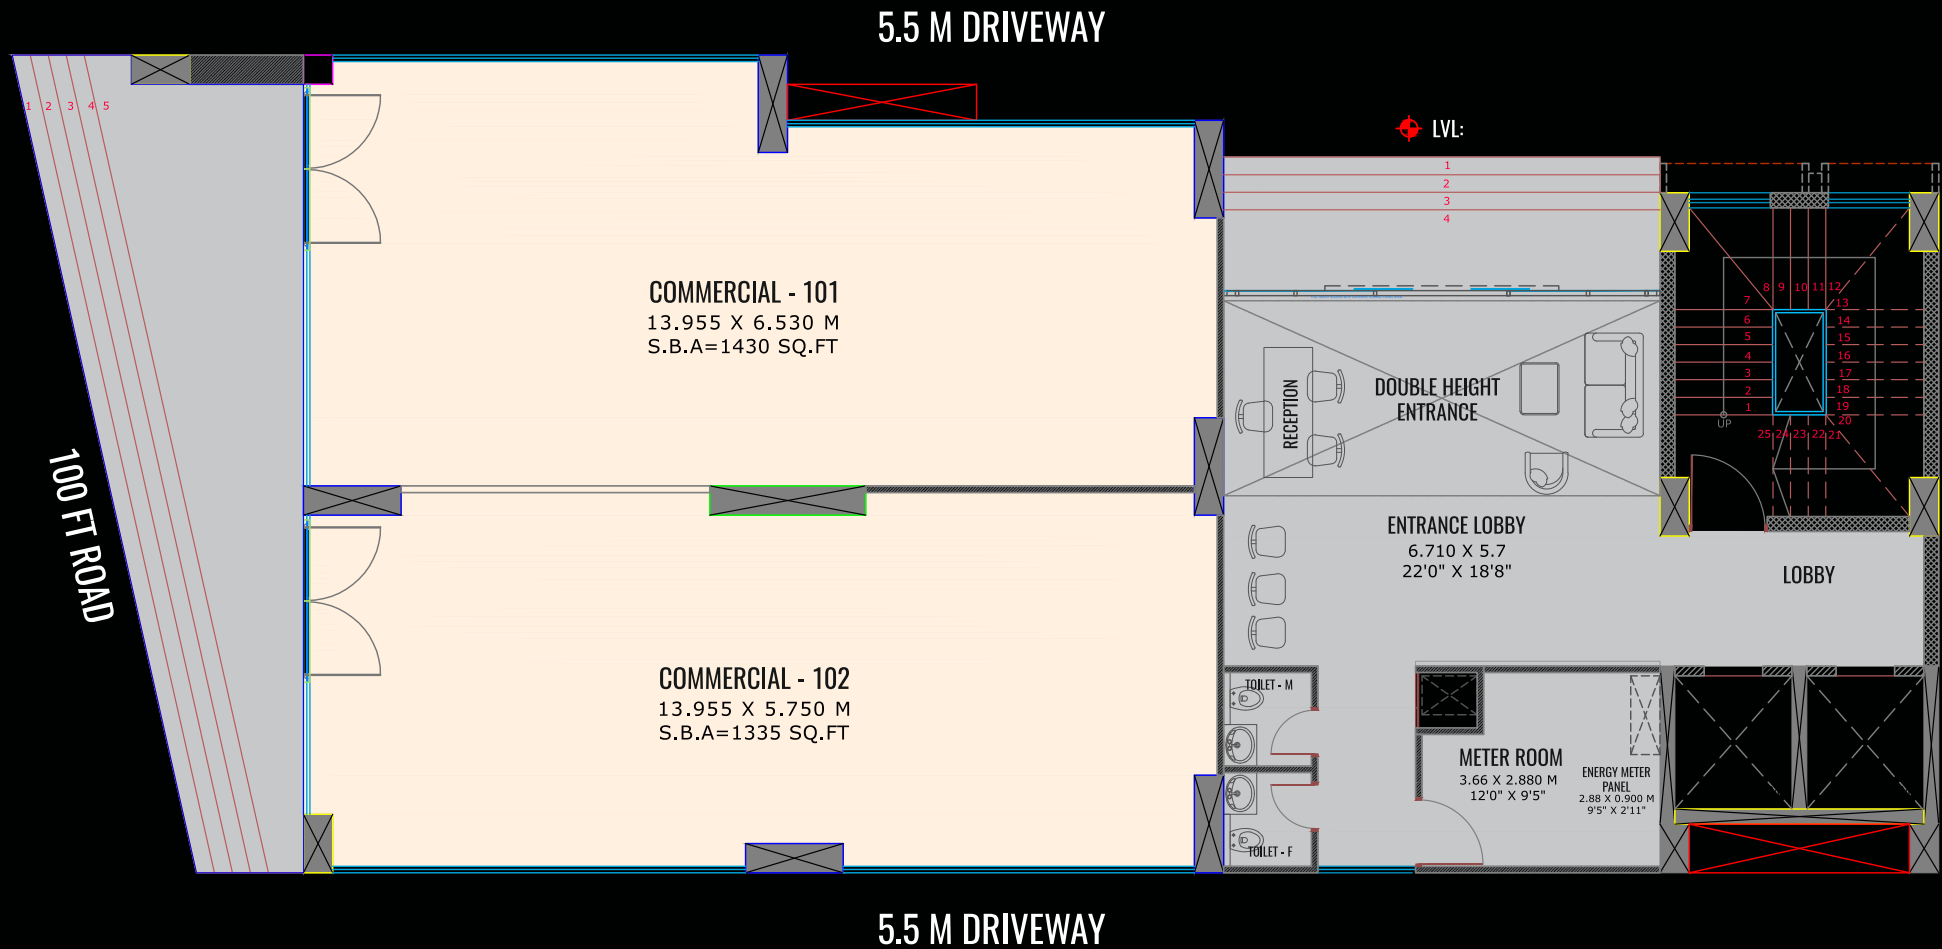 5.5 M DRIVEWAY
1 2 3 4 5
LVL:
1
2
3
4
COMMERCIAL - 101
13.955 X 6.530 M
S.B.A=1430 SQ.FT
8 9 10 11 12
7
13
6
14
5
15
4
16
3
17
2
18
1
19
20
UP
25 24 23 22 21
RECEPTION
DOUBLE HEIGHT
ENTRANCE
100 FT ROAD
ENTRANCE LOBBY
6.710 X 5.7
22'0" X 18'8"
LOBBY
COMMERCIAL - 102
13.955 X 5.750 M
S.B.A=1335 SQ.FT
TOILET - M
METER ROOM
3.66 X 2.880 M
12'0" X 9'5"
ENERGY METER
PANEL
2.88 X 0.900 M
9'5" X 2'11"
TOILET - F
5.5 M DRIVEWAY